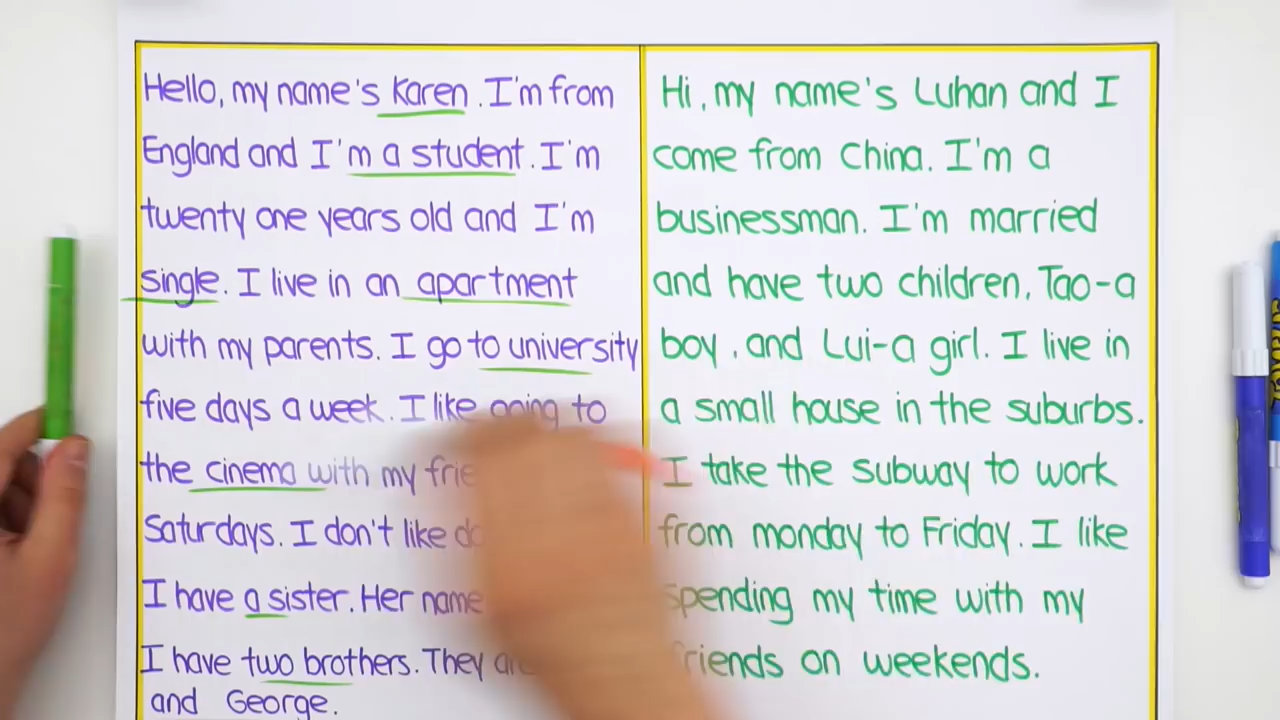 Hello, my name's Karen. I'm from
England and I'm a student. I'm
twenty one years old and I'm
single. I live in an apartment
with my parents. I go to university
five days a week. I like going to
the cinema with my
Saturdays. I don't like
I have a sister. Her name
I have two brothers. They
and George.
Hi, my name's Luhan and I
come from China. I'm a
businessman. I'm married
and have two children. Tao-a
boy, and Lui-a girl. I live in
a small house in the suburbs.
I take the subway to work
from monday to Friday. I like
spending my time with my
friends on weekends.